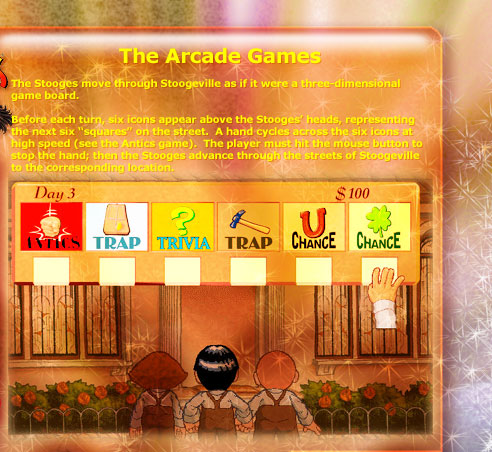 The Arcade Games
The Stooges move through Stoogeville as if it were a three-dimensional
game board.
Before each turn, six icons appear above the Stooges' heads, representing
the next six "squares" on the street.  A hand cycles across the six icons at
high speed (see the Antics game).  The player must hit the mouse button to
stop the hand; then the Stooges advance through the streets of Stoogeville
to the corresponding location.
Day 3 $100
ANTICS TRAP TRIVIA TRAP CHANCE CHANCE